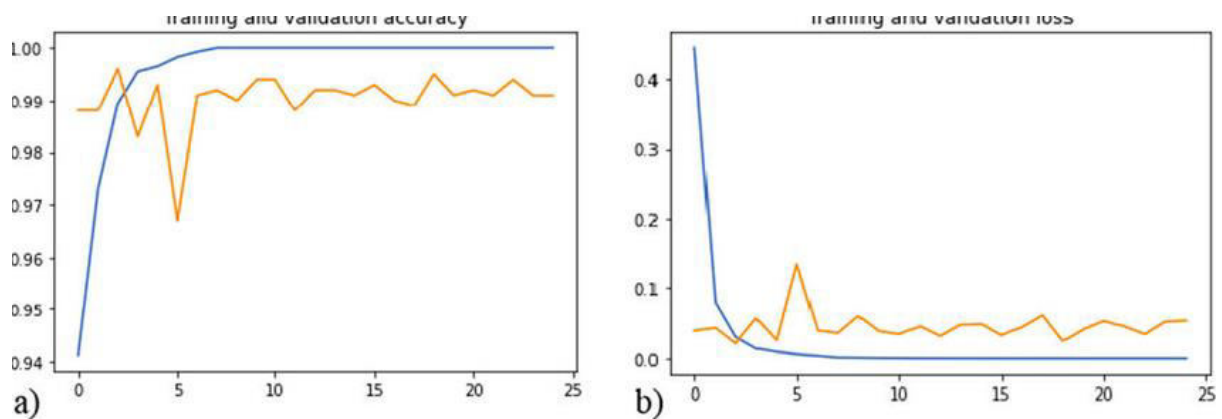 Training and validation accuracy
1.00
0.99
0.98
0.97
0.96
0.95
0.94
0 5 10 15 20 25
a)
Training and validation loss
0.4
0.3
0.2
0.1
0.0
0 5 10 15 20 25
b)